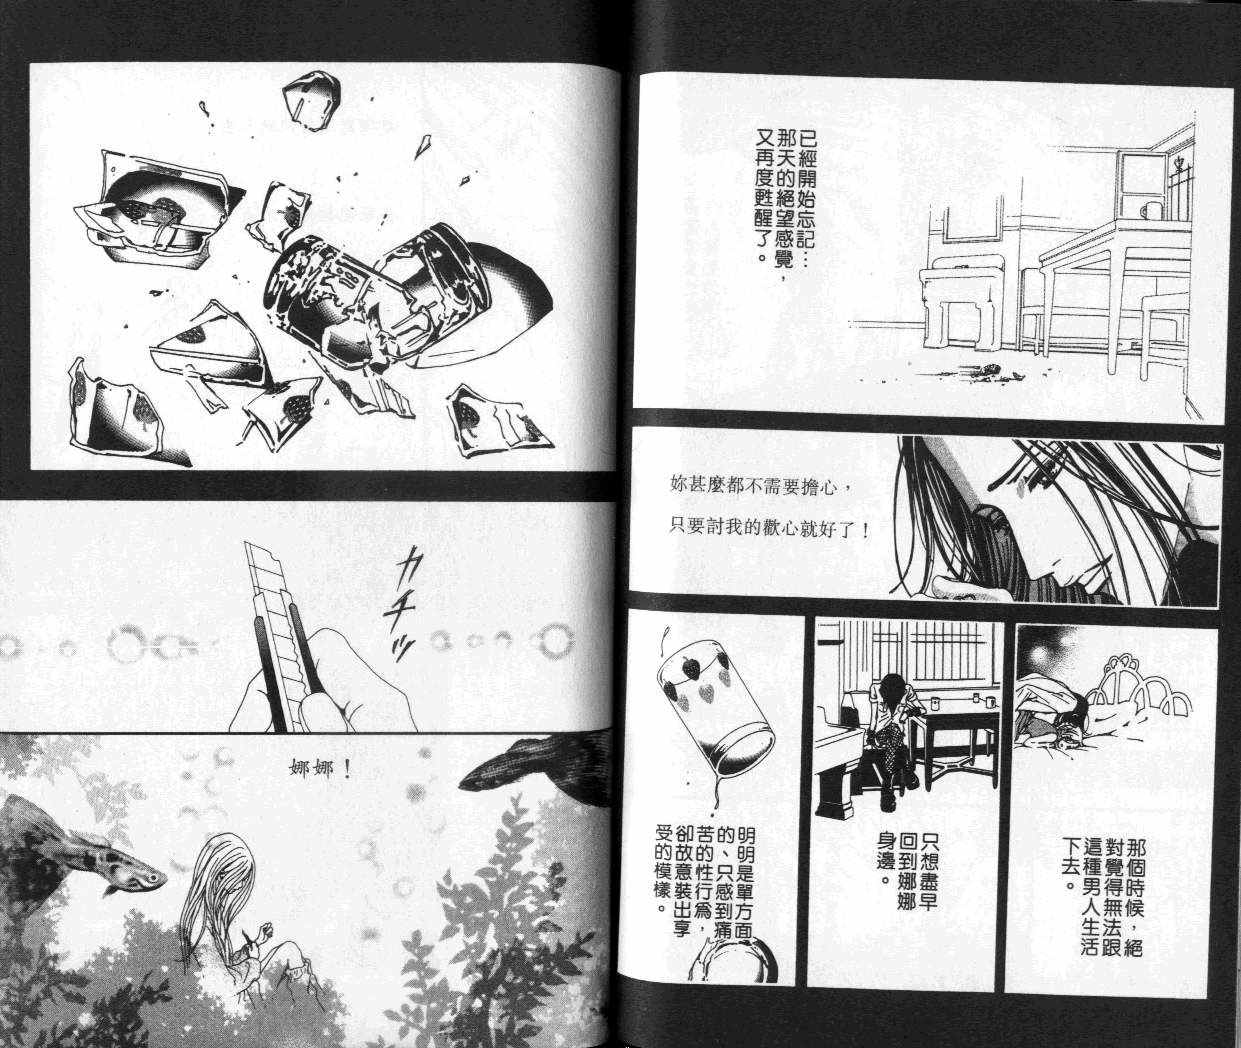 已經開始忘記…
那天的絕望感覺，
又再度甦醒了。
妳甚麼都不需要擔心，
只要討我的歡心就好了！
那個時候，絕
對覺得無法跟
這種男人生活
下去。
只想盡早
回到娜娜
身邊。
明明是單方面
的、只感到痛
苦的性行為，
卻故意裝出享
受的模樣。
カチッ
娜娜！